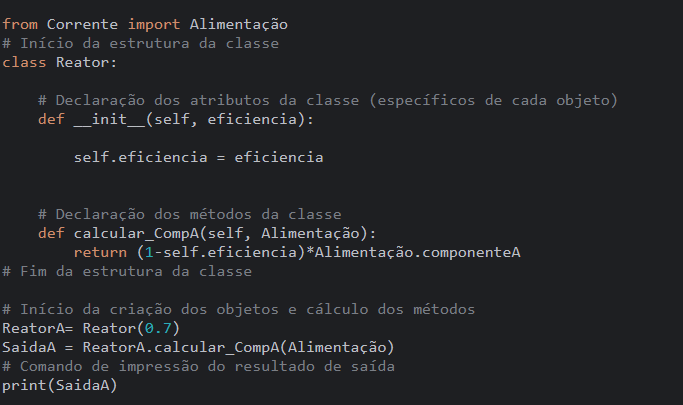 from Corrente import Alimentação
# Início da estrutura da classe
class Reator:
    # Declaração dos atributos da classe (específicos de cada objeto)
    def __init__(self, eficiencia):
        self.eficiencia = eficiencia
    # Declaração dos métodos da classe
    def calcular_CompA(self, Alimentação):
        return (1-self.eficiencia)*Alimentação.componenteA
# Fim da estrutura da classe
# Início da criação dos objetos e cálculo dos métodos
ReatorA= Reator(0.7)
SaidaA = ReatorA.calcular_CompA(Alimentação)
# Comando de impressão do resultado de saída
print(SaidaA)